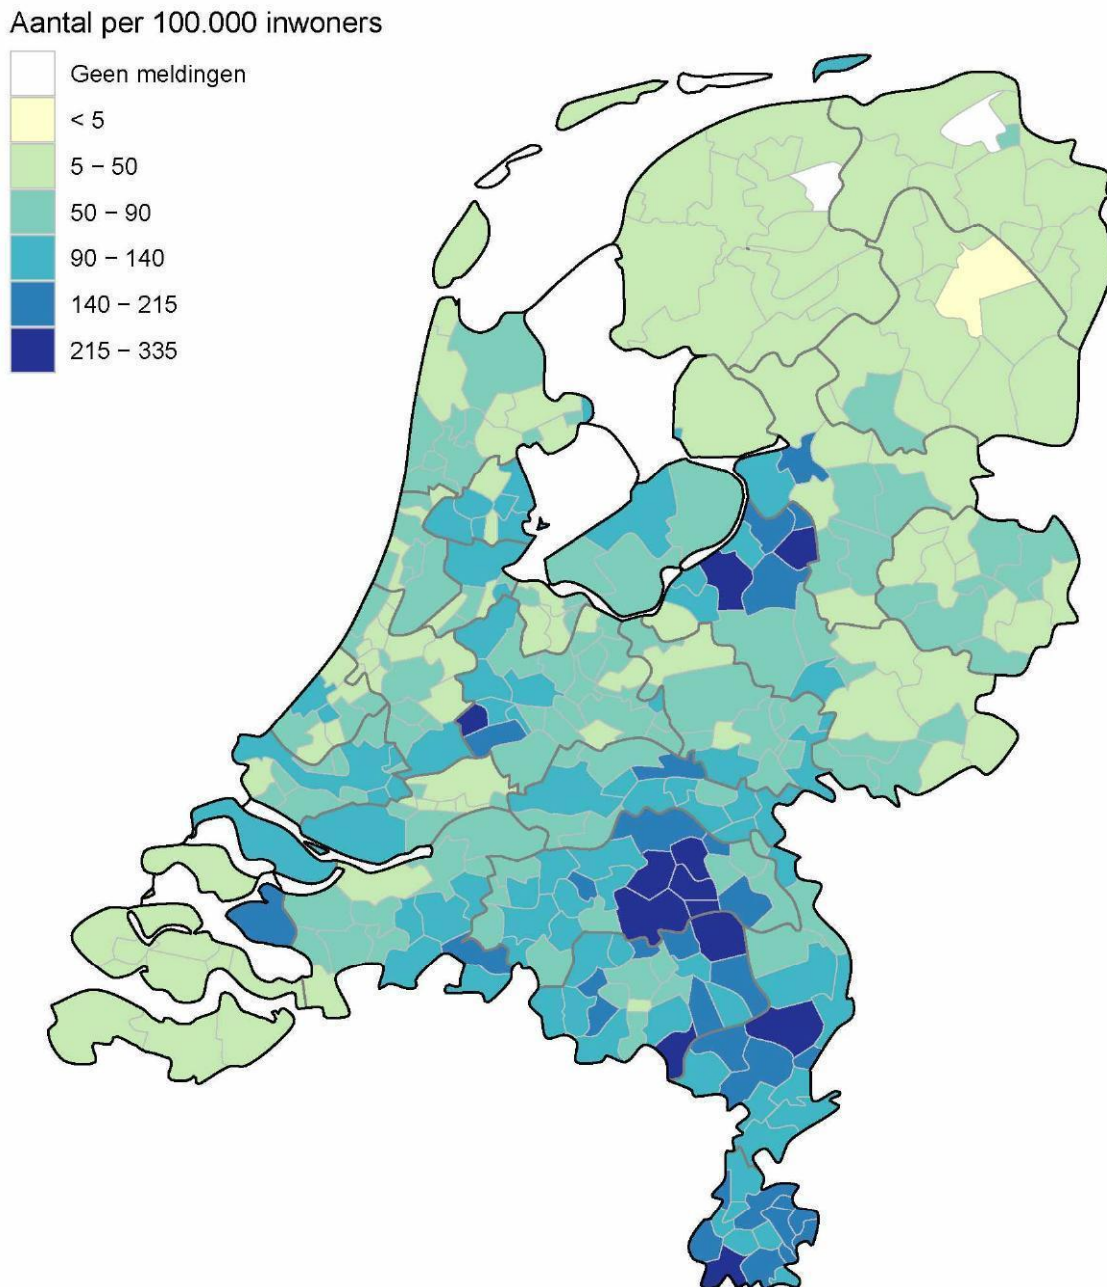 Aantal per 100.000 inwoners
Geen meldingen
< 5
5 – 50
50 – 90
90 – 140
140 – 215
215 – 335